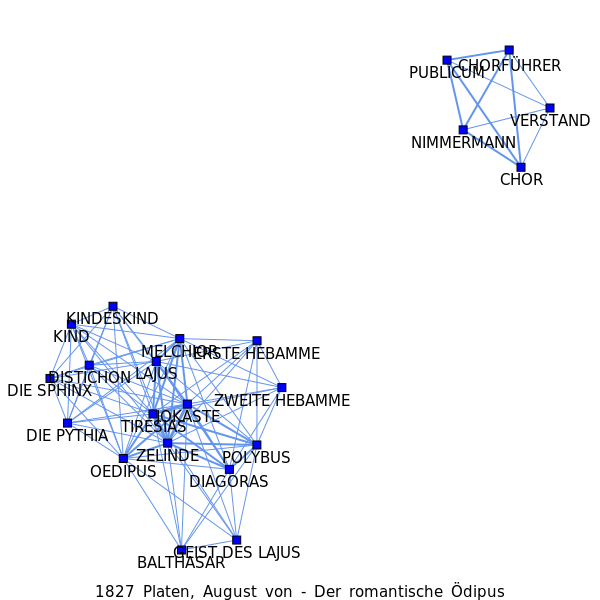 CHORFÜHRER
PUBLICUM
VERSTAND
NIMMERMANN
CHOR
KINDESKIND
KIND
MELCHIOR
ERSTE HEBAMME
LAJUS
DISTICHON
DIE SPHINX
ZWEITE HEBAMME
JOKASTE
TIRESIAS
DIE PYTHIA
ZELINDE
POLYBUS
OEDIPUS
DIAGORAS
GEIST DES LAJUS
BALTHASAR
1827 Platen, August von - Der romantische Ödipus